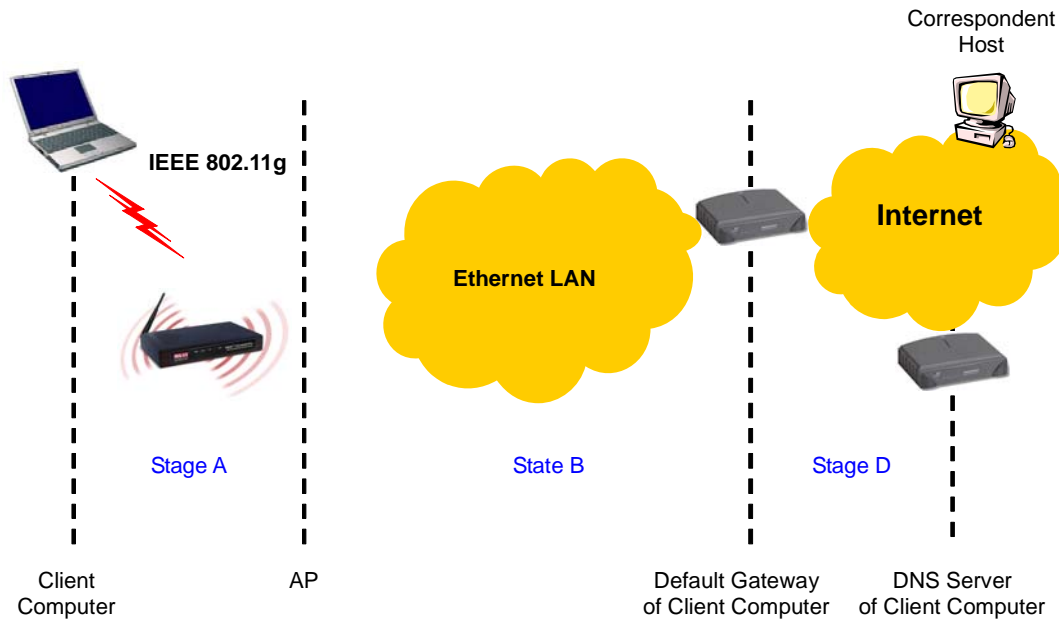 Correspondent
Host
IEEE 802.11g
Internet
Ethernet LAN
Stage A
State B
Stage D
Client
Computer
AP
Default Gateway
of Client Computer
DNS Server
of Client Computer